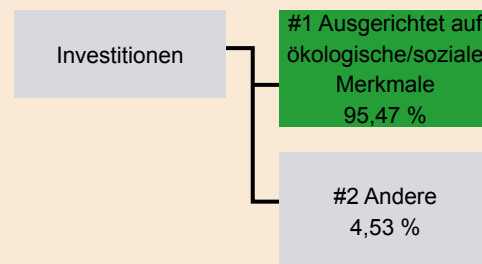 Investitionen
#1 Ausgerichtet auf
ökologische/soziale
Merkmale
95,47 %
#2 Andere
4,53 %